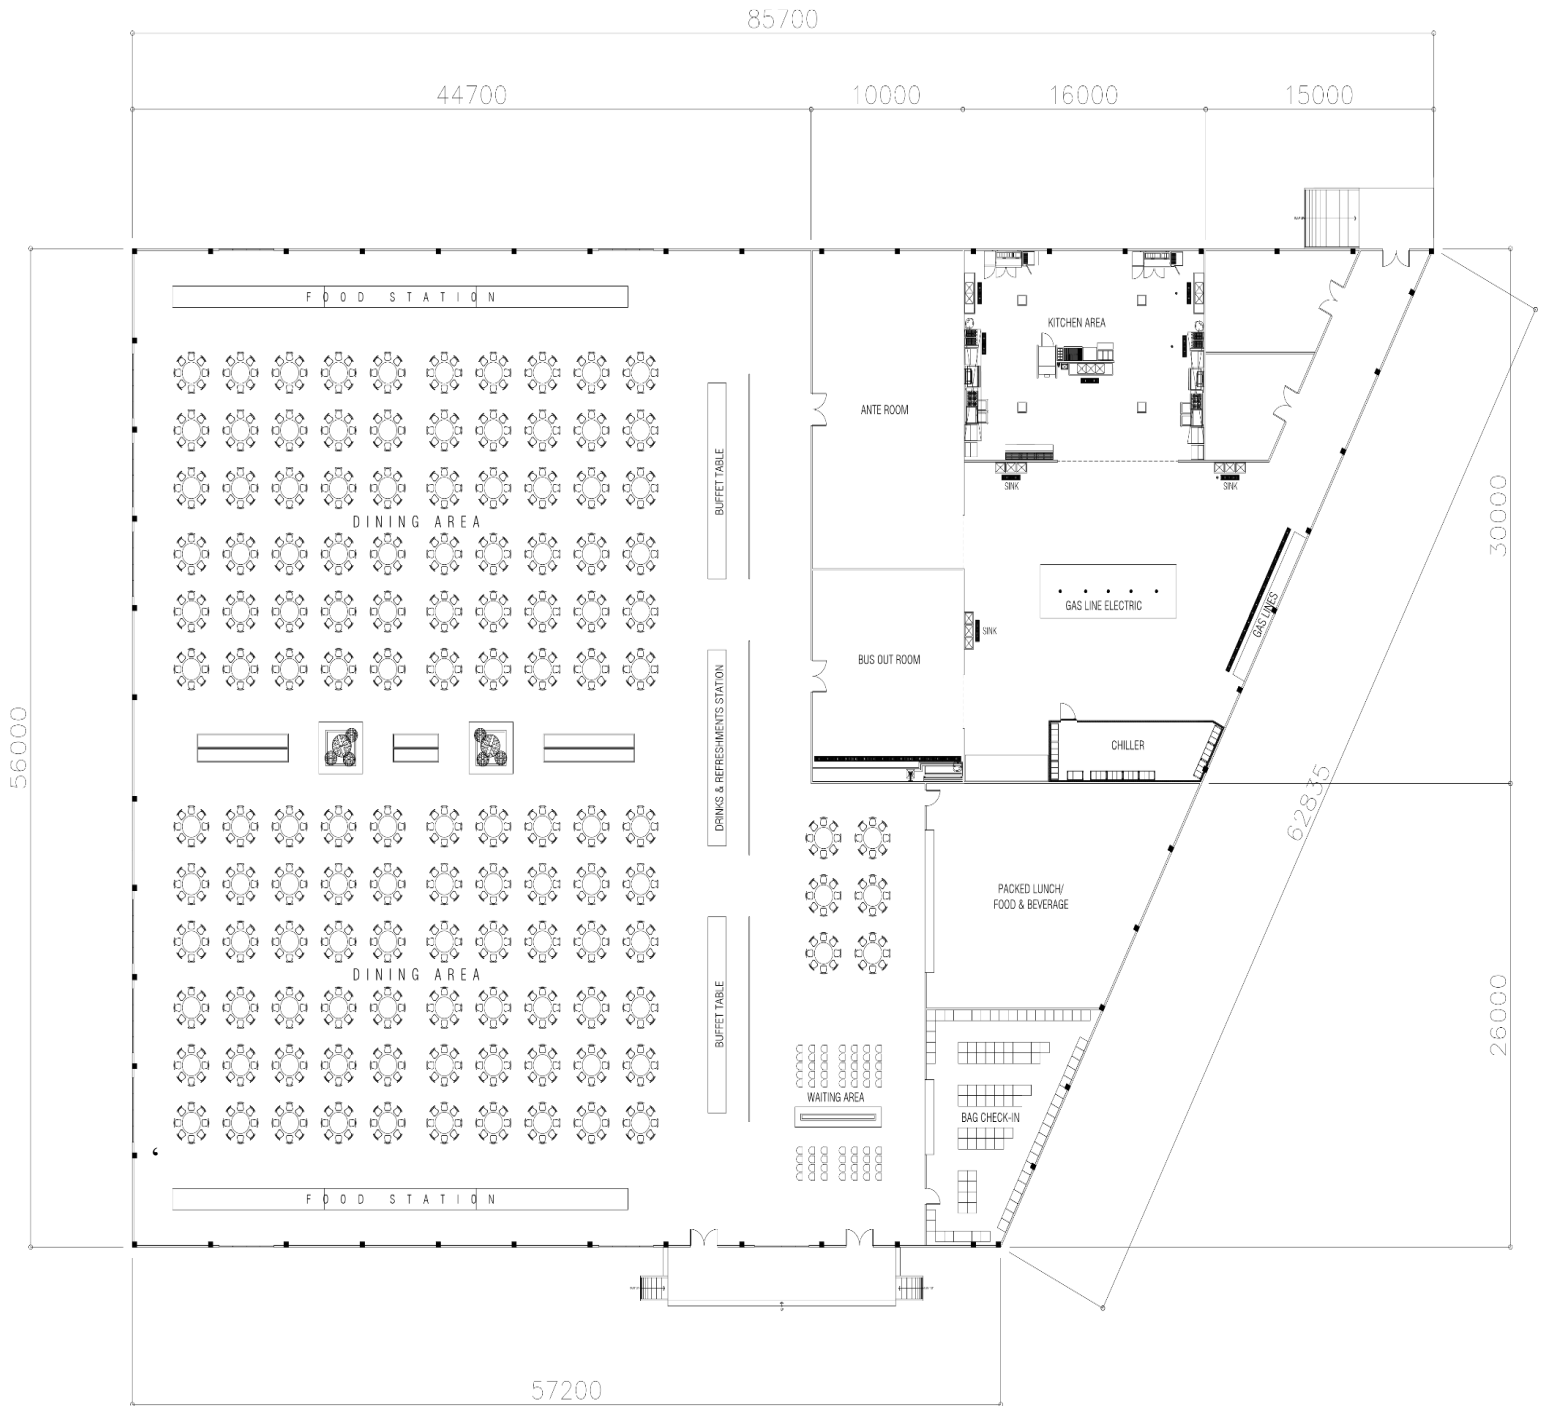 85700
44700
10000
16000
15000
FOOD STATION
KITCHEN AREA
ANTE ROOM
BUFFET TABLE
SINK
SINK
DINING AREA
30000
GAS LINE ELECTRIC
GAS LINES
SINK
BUS OUT ROOM
DRINKS & REFRESHMENTS STATION
56000
CHILLER
62835
PACKED LUNCH/
FOOD & BEVERAGE
DINING AREA
BUFFET TABLE
26000
WAITING AREA
BAG CHECK-IN
FOOD STATION
57200